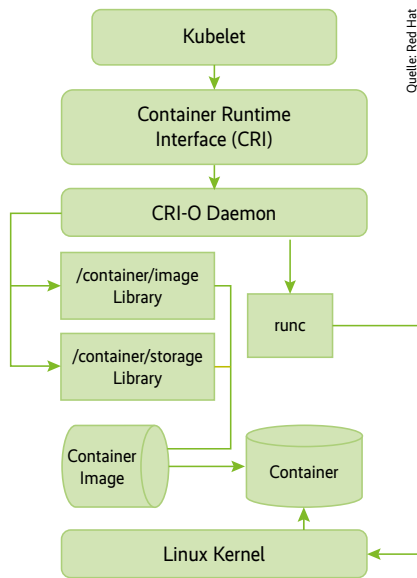 Quelle: Red Hat
Kubelet
Container Runtime
Interface (CRI)
CRI-O Daemon
/container/image
Library
runc
/container/storage
Library
Container
Image
Container
Linux Kernel